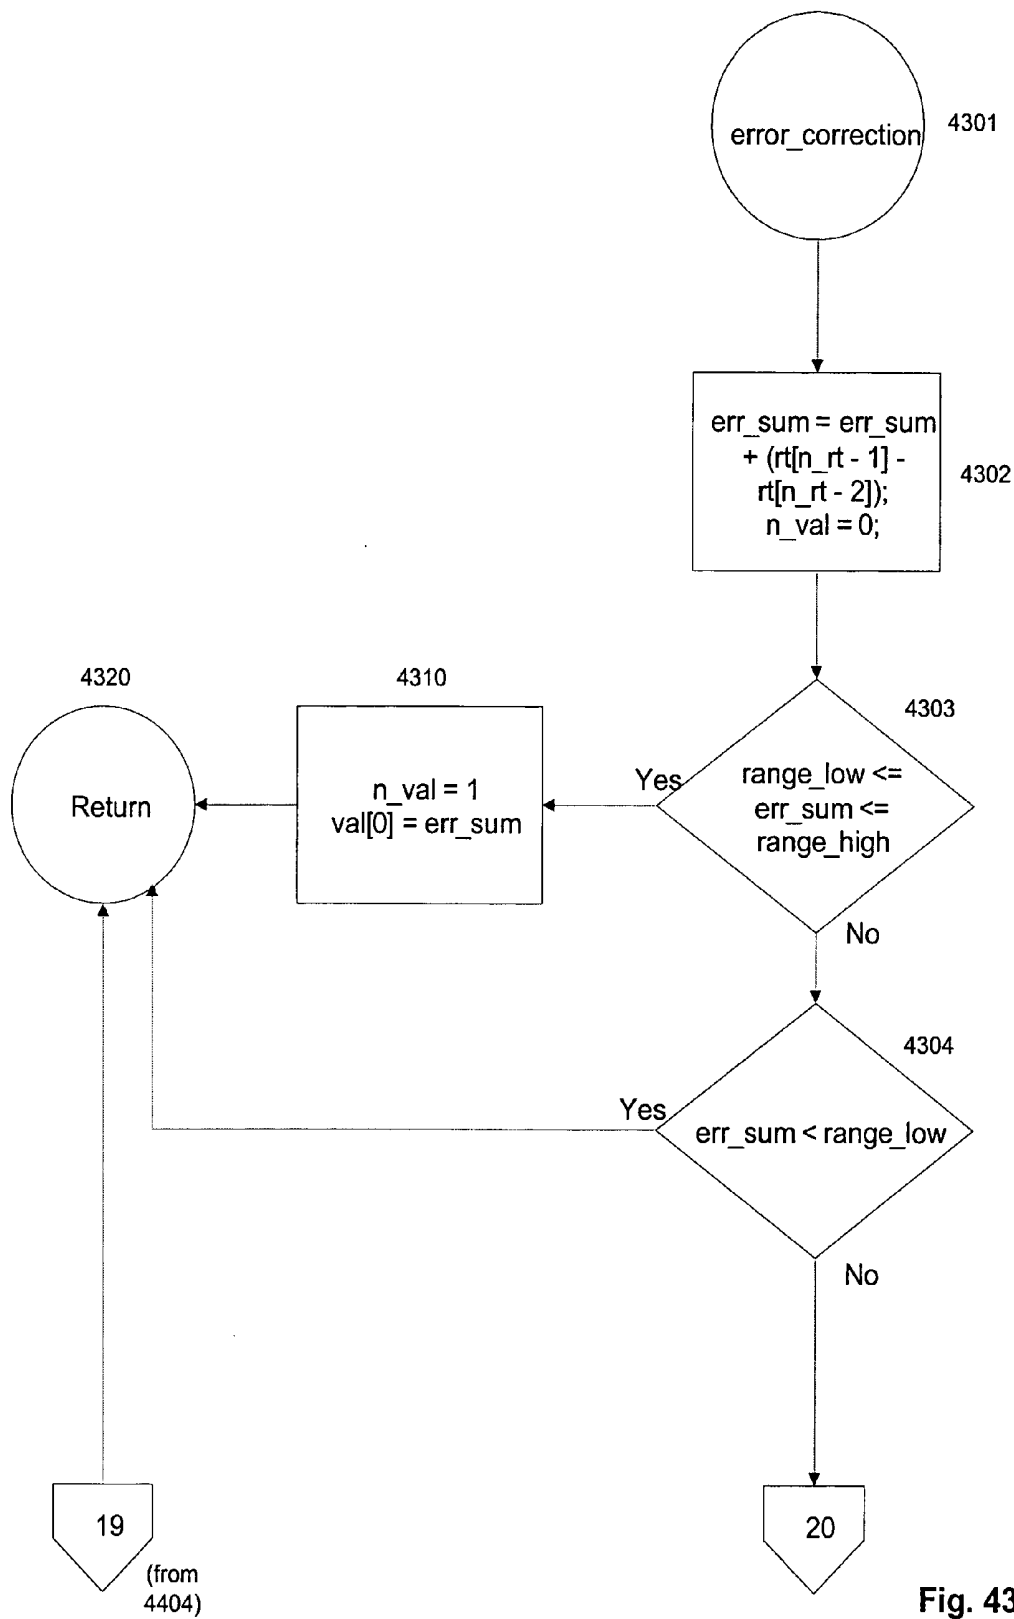 error_correction
4301
err_sum = err_sum
+ (rt[n_rt - 1] -
rt[n_rt - 2]);
n_val = 0;
4302
4320
4310
4303
Return
n_val = 1
val[0] = err_sum
Yes
range_low <=
err_sum <=
range_high
No
4304
Yes
err_sum < range_low
No
19
(from
4404)
20
Fig. 43